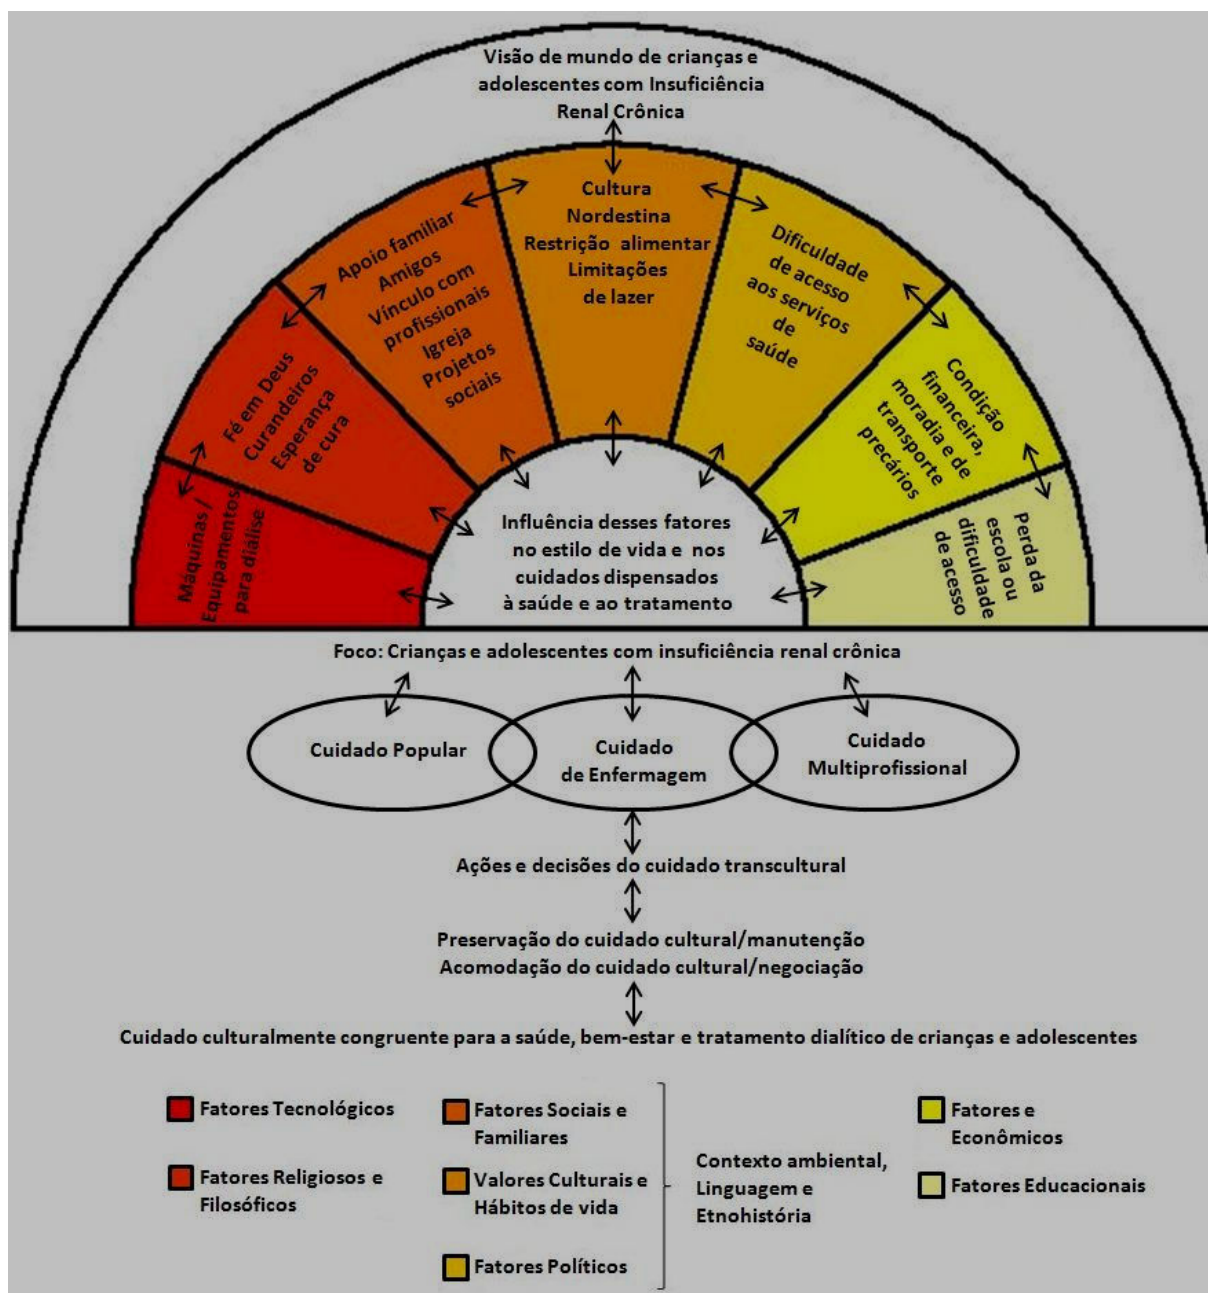 Visão de mundo de crianças e
adolescentes com Insuficiência
Renal Crônica
Máquinas /
Equipamentos
para diálise
Fé em Deus
Curandeiros
Esperança
de cura
Apoio familiar
Amigos
Vínculo com
profissionais
Igreja
Projetos
sociais
Cultura
Nordestina
Restrição alimentar
Limitações
de lazer
Dificuldade
de acesso
aos serviços
de
saúde
Condição
financeira,
moradia e de
transporte
precários
Perda da
escola ou
dificuldade
de acesso
Influência desses fatores
no estilo de vida e nos
cuidados dispensados
à saúde e ao tratamento
Foco: Crianças e adolescentes com insuficiência renal crônica
Cuidado Popular
Cuidado
de Enfermagem
Cuidado
Multiprofissional
Ações e decisões do cuidado transcultural
Preservação do cuidado cultural/manutenção
Acomodação do cuidado cultural/negociação
Cuidado culturalmente congruente para a saúde, bem-estar e tratamento dialítico de crianças e adolescentes
Fatores Tecnológicos
Fatores Religiosos e
Filosóficos
Fatores Sociais e
Familiares
Valores Culturais e
Hábitos de vida
Fatores Políticos
Contexto ambiental,
Linguagem e
Etnohistória
Fatores e
Econômicos
Fatores Educacionais